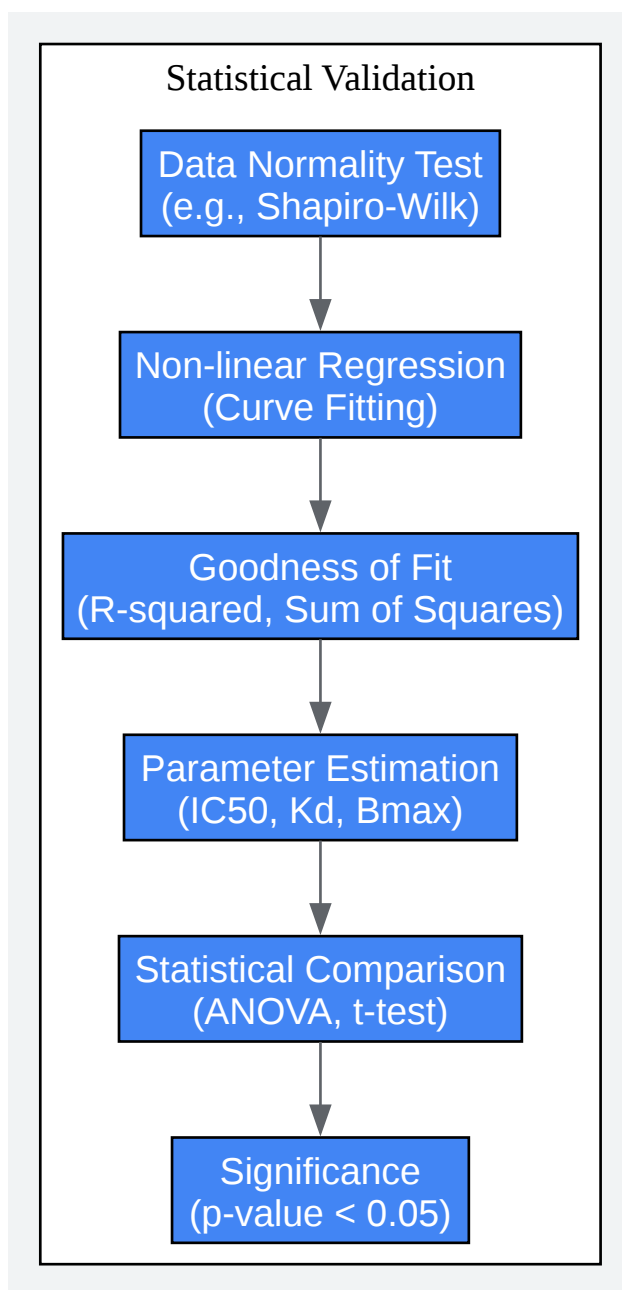 Statistical Validation
Data Normality Test
(e.g., Shapiro-Wilk)
Non-linear Regression
(Curve Fitting)
Goodness of Fit
(R-squared, Sum of Squares)
Parameter Estimation
(IC50, Kd, Bmax)
Statistical Comparison
(ANOVA, t-test)
Significance
(p-value < 0.05)